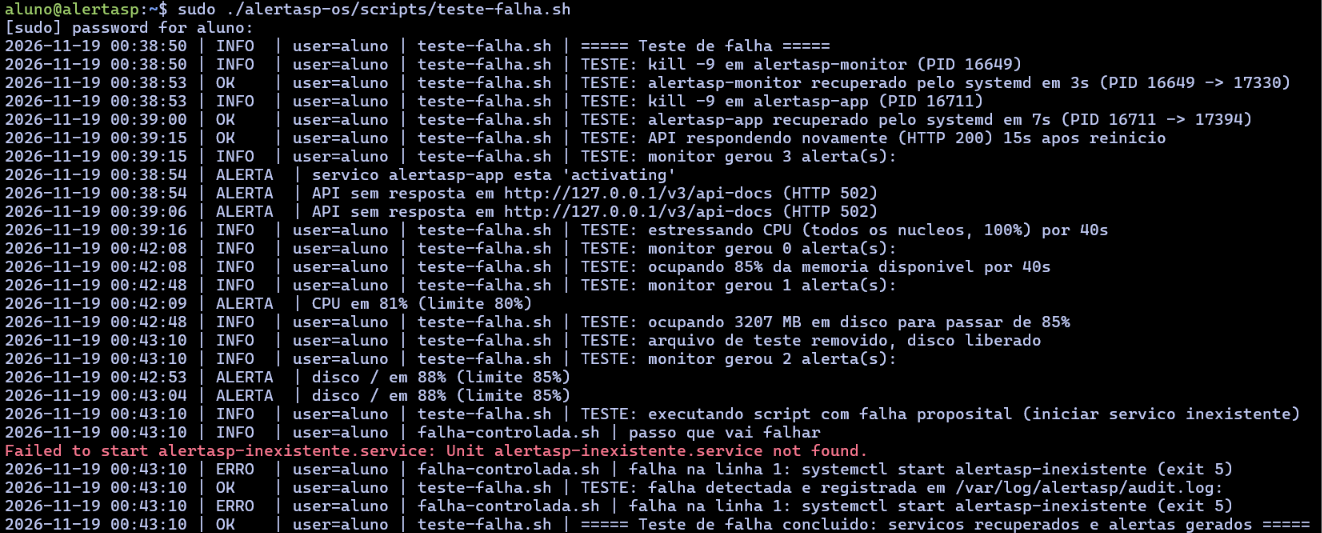 aluno@alertasp:~$ sudo ./alertasp-os/scripts/teste-falha.sh
[sudo] password for aluno:
2026-11-19 00:38:50 | INFO  | user=aluno | teste-falha.sh | ===== Teste de falha =====
2026-11-19 00:38:50 | INFO  | user=aluno | teste-falha.sh | TESTE: kill -9 em alertasp-monitor (PID 16649)
2026-11-19 00:38:53 | OK    | user=aluno | teste-falha.sh | TESTE: alertasp-monitor recuperado pelo systemd em 3s (PID 16649 -> 17330)
2026-11-19 00:38:53 | INFO  | user=aluno | teste-falha.sh | TESTE: kill -9 em alertasp-app (PID 16711)
2026-11-19 00:39:00 | OK    | user=aluno | teste-falha.sh | TESTE: alertasp-app recuperado pelo systemd em 7s (PID 16711 -> 17394)
2026-11-19 00:39:15 | OK    | user=aluno | teste-falha.sh | TESTE: API respondendo novamente (HTTP 200) 15s apos reinicio
2026-11-19 00:39:15 | INFO  | user=aluno | teste-falha.sh | TESTE: monitor gerou 3 alerta(s):
2026-11-19 00:38:54 | ALERTA  | servico alertasp-app esta 'activating'
2026-11-19 00:38:54 | ALERTA  | API sem resposta em http://127.0.0.1/v3/api-docs (HTTP 502)
2026-11-19 00:39:06 | ALERTA  | API sem resposta em http://127.0.0.1/v3/api-docs (HTTP 502)
2026-11-19 00:39:16 | INFO  | user=aluno | teste-falha.sh | TESTE: estressando CPU (todos os nucleos, 100%) por 40s
2026-11-19 00:42:08 | INFO  | user=aluno | teste-falha.sh | TESTE: monitor gerou 0 alerta(s):
2026-11-19 00:42:08 | INFO  | user=aluno | teste-falha.sh | TESTE: ocupando 85% da memoria disponivel por 40s
2026-11-19 00:42:48 | INFO  | user=aluno | teste-falha.sh | TESTE: monitor gerou 1 alerta(s):
2026-11-19 00:42:09 | ALERTA  | CPU em 81% (limite 80%)
2026-11-19 00:42:48 | INFO  | user=aluno | teste-falha.sh | TESTE: ocupando 3207 MB em disco para passar de 85%
2026-11-19 00:43:10 | INFO  | user=aluno | teste-falha.sh | TESTE: arquivo de teste removido, disco liberado
2026-11-19 00:43:10 | INFO  | user=aluno | teste-falha.sh | TESTE: monitor gerou 2 alerta(s):
2026-11-19 00:42:53 | ALERTA  | disco / em 88% (limite 85%)
2026-11-19 00:43:04 | ALERTA  | disco / em 88% (limite 85%)
2026-11-19 00:43:10 | INFO  | user=aluno | teste-falha.sh | TESTE: executando script com falha proposital (iniciar servico inexistente)
2026-11-19 00:43:10 | INFO  | user=aluno | falha-controlada.sh | passo que vai falhar
Failed to start alertasp-inexistente.service: Unit alertasp-inexistente.service not found.
2026-11-19 00:43:10 | ERRO  | user=aluno | falha-controlada.sh | falha na linha 1: systemctl start alertasp-inexistente (exit 5)
2026-11-19 00:43:10 | OK    | user=aluno | teste-falha.sh | TESTE: falha detectada e registrada em /var/log/alertasp/audit.log:
2026-11-19 00:43:10 | ERRO  | user=aluno | falha-controlada.sh | falha na linha 1: systemctl start alertasp-inexistente (exit 5)
2026-11-19 00:43:10 | OK    | user=aluno | teste-falha.sh | ===== Teste de falha concluido: servicos recuperados e alertas gerados =====